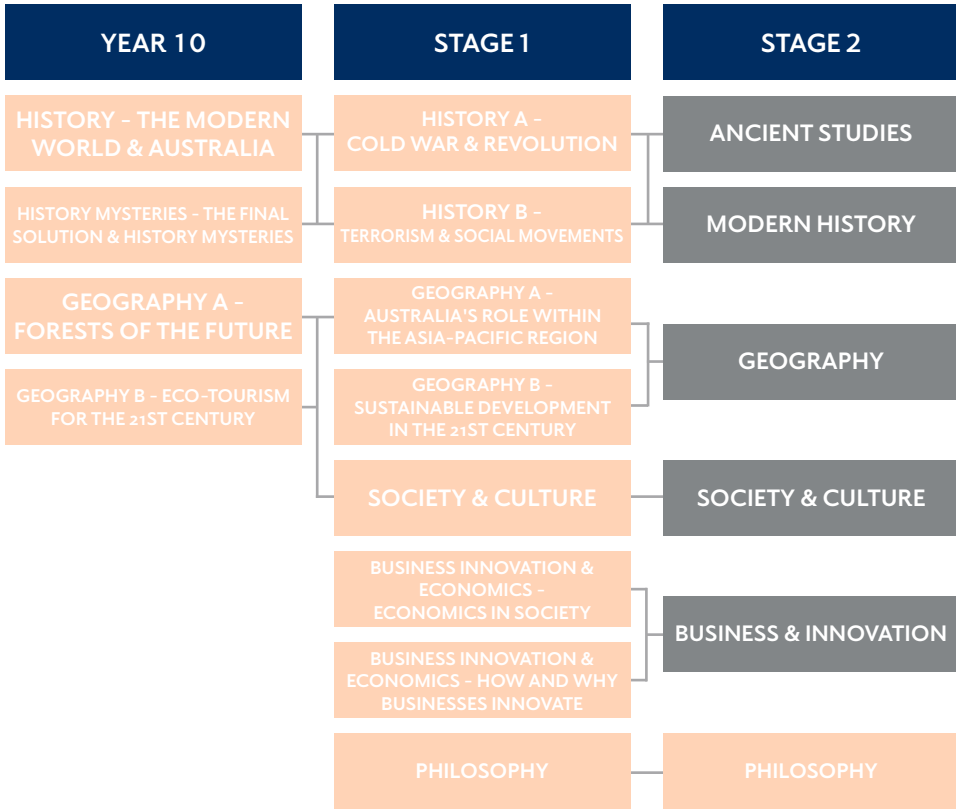 YEAR 10
STAGE 1
STAGE 2
HISTORY - THE MODERN
WORLD & AUSTRALIA
HISTORY A -
COLD WAR & REVOLUTION
ANCIENT STUDIES
HISTORY MYSTERIES - THE FINAL
SOLUTION & HISTORY MYSTERIES
HISTORY B -
TERRORISM & SOCIAL MOVEMENTS
MODERN HISTORY
GEOGRAPHY A -
FORESTS OF THE FUTURE
GEOGRAPHY A -
AUSTRALIA'S ROLE WITHIN
THE ASIA-PACIFIC REGION
GEOGRAPHY
GEOGRAPHY B - ECO-TOURISM
FOR THE 21ST CENTURY
GEOGRAPHY B -
SUSTAINABLE DEVELOPMENT
IN THE 21ST CENTURY
SOCIETY & CULTURE
SOCIETY & CULTURE
BUSINESS INNOVATION &
ECONOMICS -
ECONOMICS IN SOCIETY
BUSINESS & INNOVATION
BUSINESS INNOVATION &
ECONOMICS - HOW AND WHY
BUSINESSES INNOVATE
PHILOSOPHY
PHILOSOPHY